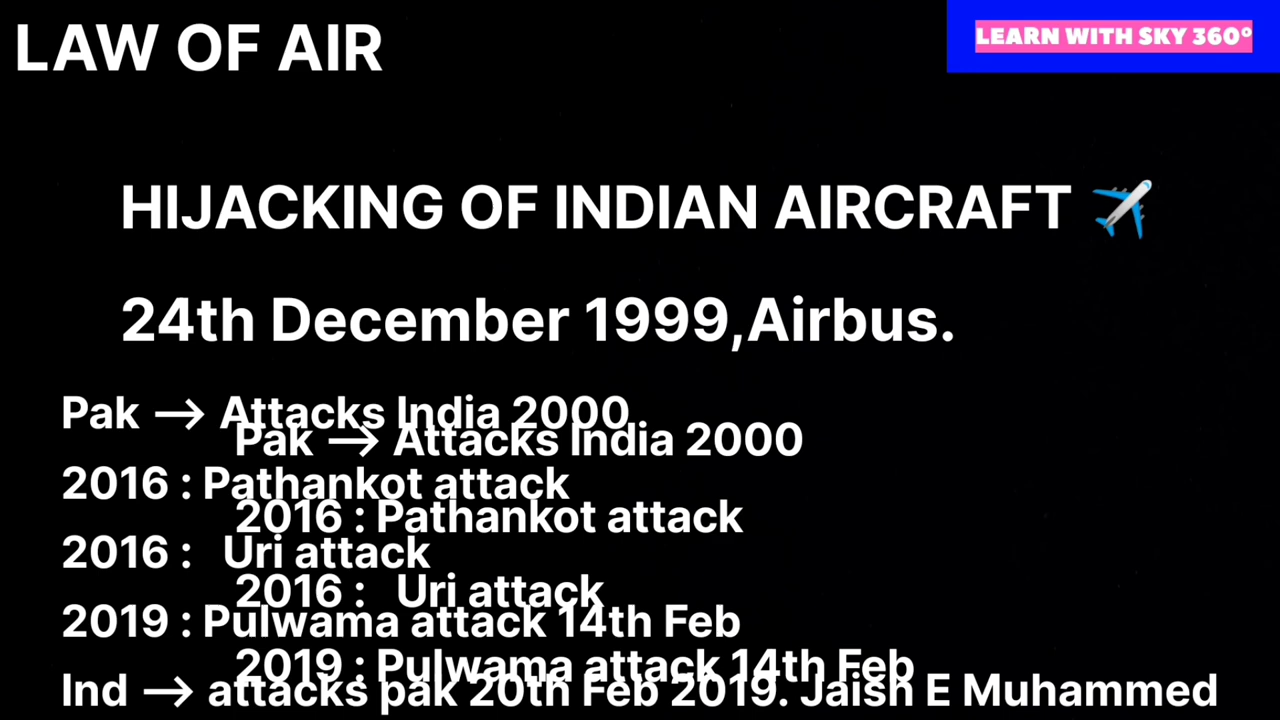 LAW OF AIR
LEARN WITH SKY 360°
HIJACKING OF INDIAN AIRCRAFT ✈️
24th December 1999,Airbus.
Pak → Attacks India 2000
Pak → Attacks India 2000
2016 : Pathankot attack
2016 : Pathankot attack
2016 : Uri attack
2016 : Uri attack
2019 : Pulwama attack 14th Feb
2019 : Pulwama attack 14th Feb
Ind → attacks pak 20th Feb 2019. Jaish E Muhammed